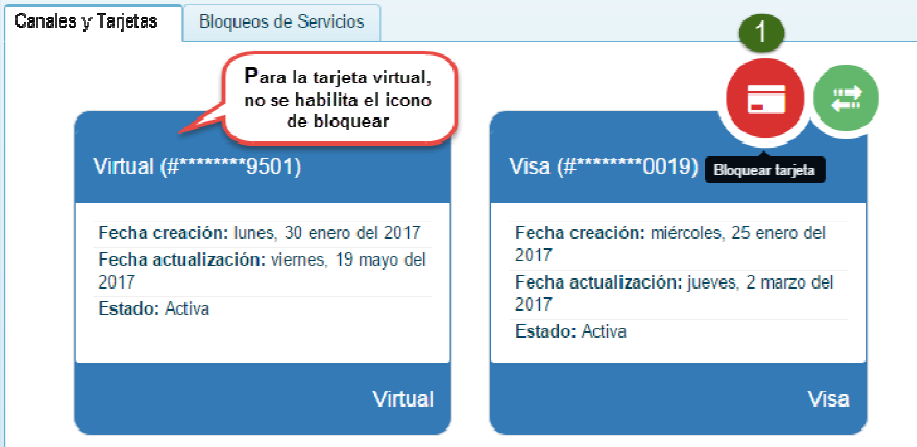 Canales y Tarjetas
Bloqueos de Servicios
1
Para la tarjeta virtual,
no se habilita el icono
de bloquear
Virtual (#********9501)
Fecha creación: lunes, 30 enero del 2017
Fecha actualización: viernes, 19 mayo del
2017
Estado: Activa
Virtual
Visa (#********0019)
Bloquear tarjeta
Fecha creación: miércoles, 25 enero del
2017
Fecha actualización: jueves, 2 marzo del
2017
Estado: Activa
Visa